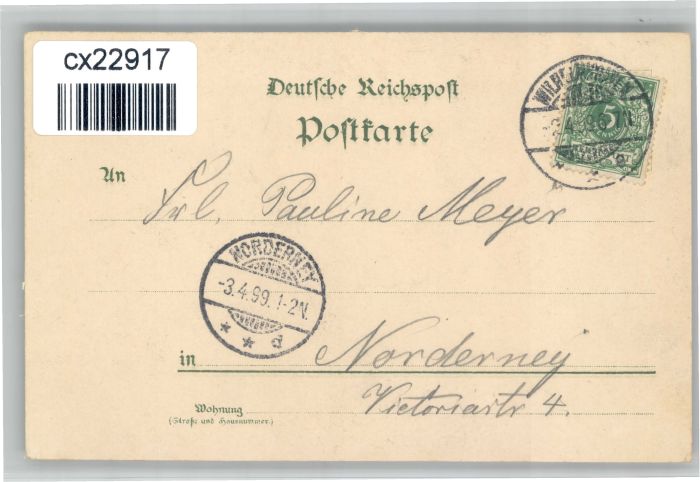 cx22917
Deutsche Reichspost
Postkarte
5
An
Frl. Pauline Meyer
NORDERNEY
-3.4.99. 1-2N.
* * d
in Norderney
Wohnung
(Straße und Hausnummer.)
Victoriastr 4.